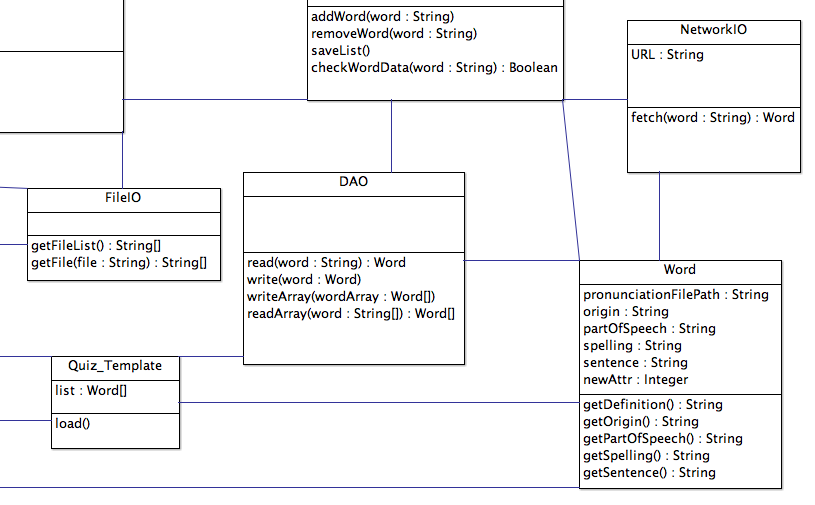 addWord(word : String)
removeWord(word : String)
saveList()
checkWordData(word : String) : Boolean
NetworkIO
URL : String
fetch(word : String) : Word
FileIO
getFileList() : String[]
getFile(file : String) : String[]
DAO
read(word : String) : Word
write(word : Word)
writeArray(wordArray : Word[])
readArray(word : String[]) : Word[]
Word
pronunciationFilePath : String
origin : String
partOfSpeech : String
spelling : String
sentence : String
newAttr : Integer
getDefinition() : String
getOrigin() : String
getPartOfSpeech() : String
getSpelling() : String
getSentence() : String
Quiz_Template
list : Word[]
load()